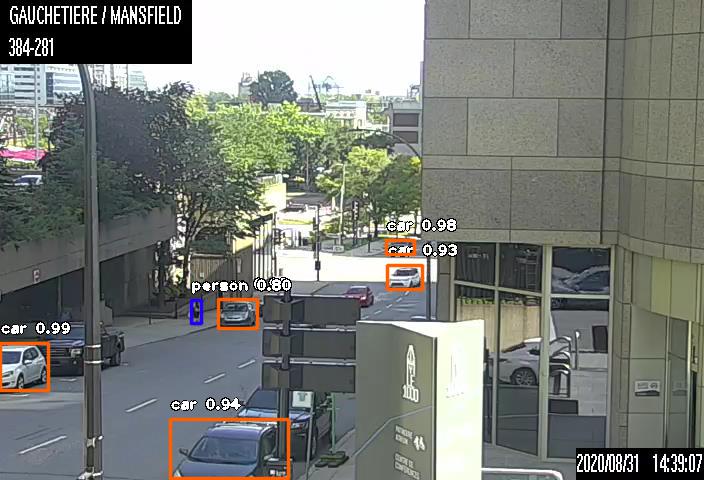 GAUCHETIERE / MANSFIELD
384-281
car 0.98
car 0.93
person 0.80
car 0.99
car 0.94
1000
2020/08/31 14:39:07